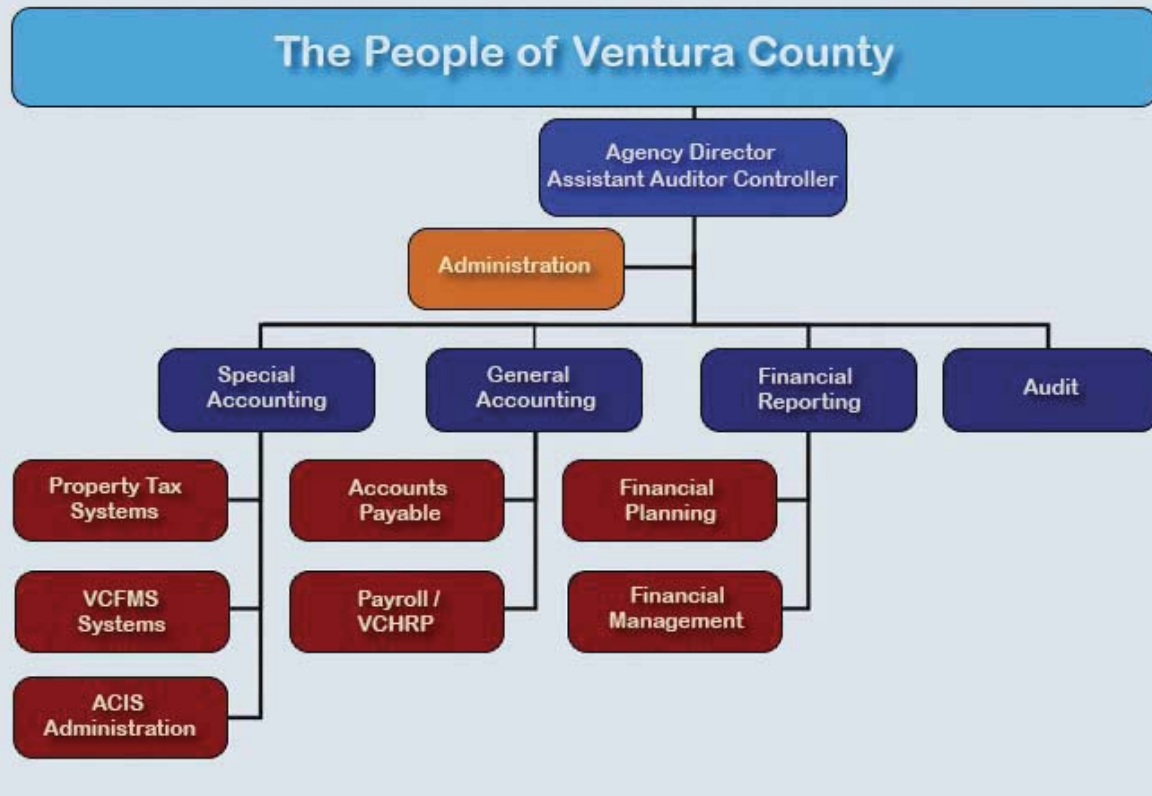 The People of Ventura County
Agency Director
Assistant Auditor Controller
Administration
Special
Accounting
General
Accounting
Financial
Reporting
Audit
Property Tax
Systems
Accounts
Payable
Financial
Planning
VCFMS
Systems
Payroll /
VCHRP
Financial
Management
ACIS
Administration